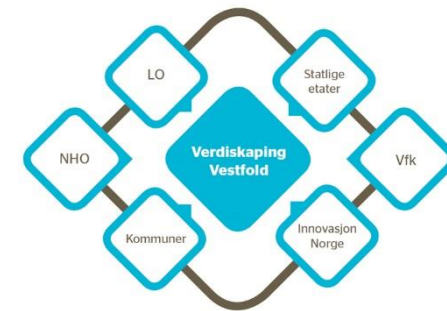 LO
Statlige
etater
NHO
Verdiskaping
Vestfold
Vfk
Kommuner
Innovasjon
Norge